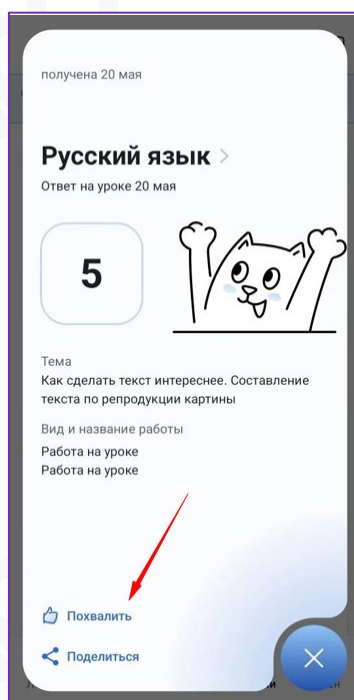 получена 20 мая
Русский язык
Ответ на уроке 20 мая
5
Тема
Как сделать текст интереснее. Составление
текста по репродукции картины
Вид и название работы
Работа на уроке
Работа на уроке
Похвалить
Поделиться